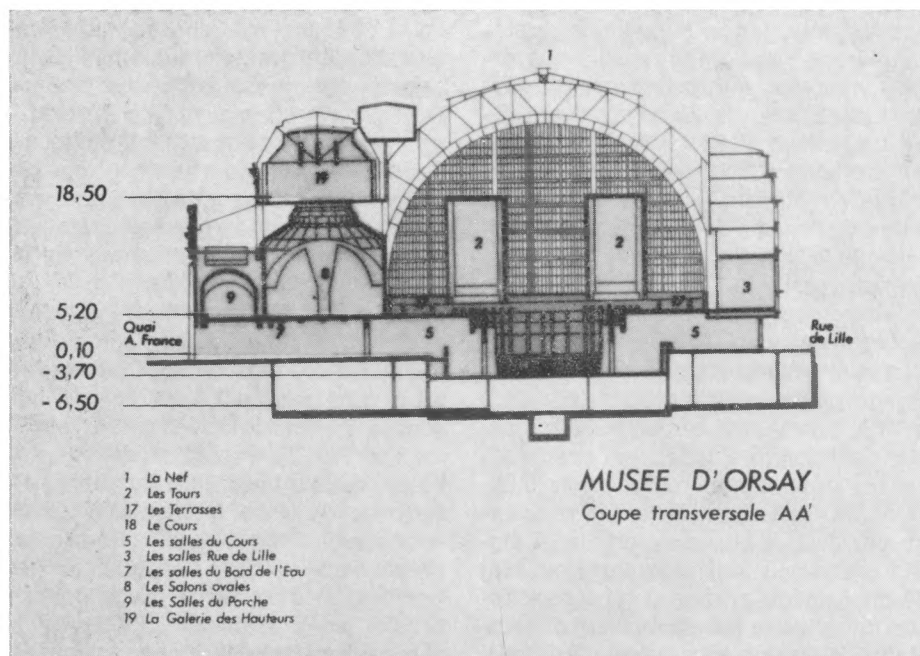 1
19
18,50
2
2
8
9
3
17
17
5,20
Quai
A. France
7
5
5
Rue
de Lille
0,10
- 3,70
- 6,50
MUSEE D'ORSAY
Coupe transversale AA'
1 La Nef
2 Les Tours
17 Les Terrasses
18 Le Cours
5 Les salles du Cours
3 Les salles Rue de Lille
7 Les salles du Bord de l'Eau
8 Les Salons ovales
9 Les Salles du Porche
19 La Galerie des Hauteurs